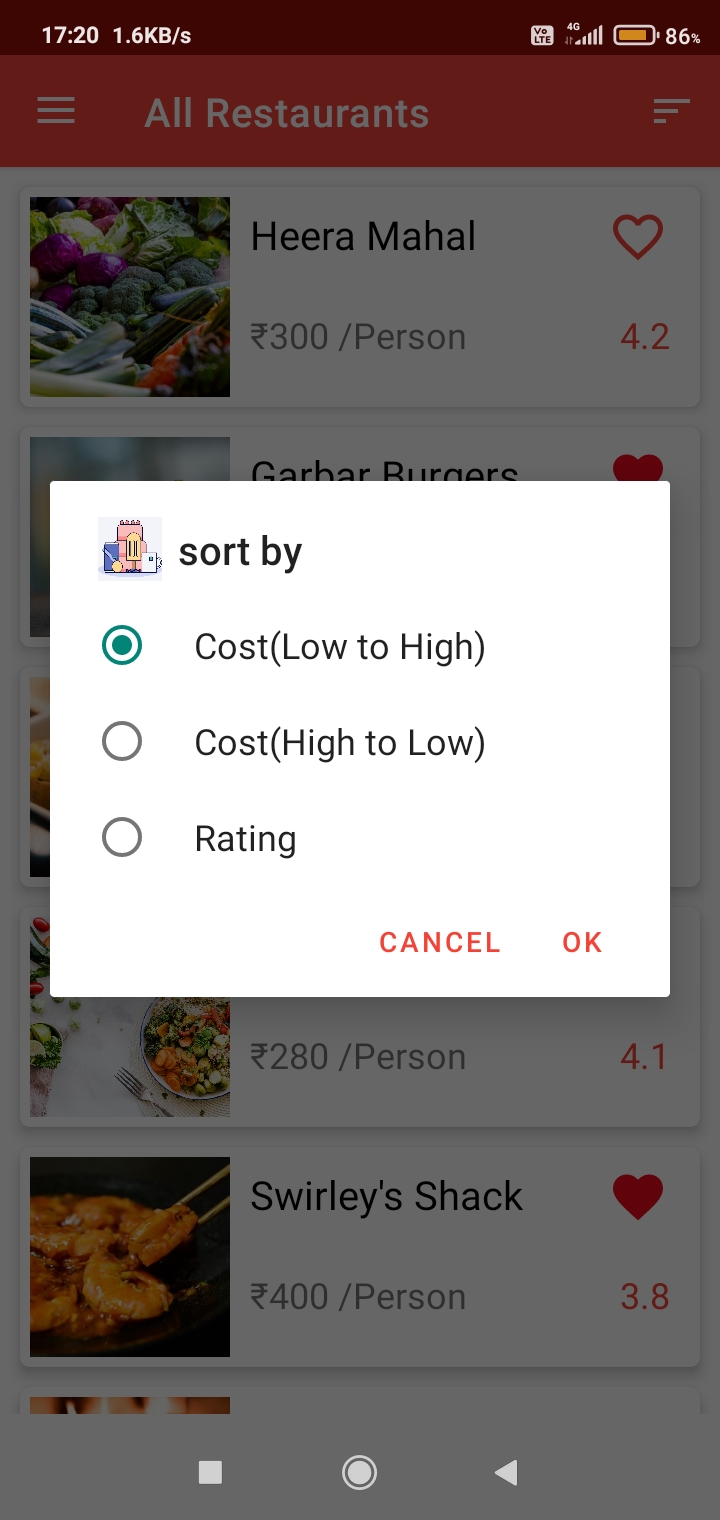 17:20 1.6KB/s Vo LTE 4G 86%
All Restaurants
Heera Mahal
₹300 /Person 4.2
Garbar Burgers
sort by
Cost(Low to High)
Cost(High to Low)
Rating
CANCEL OK
₹280 /Person 4.1
Swirley's Shack
₹400 /Person 3.8